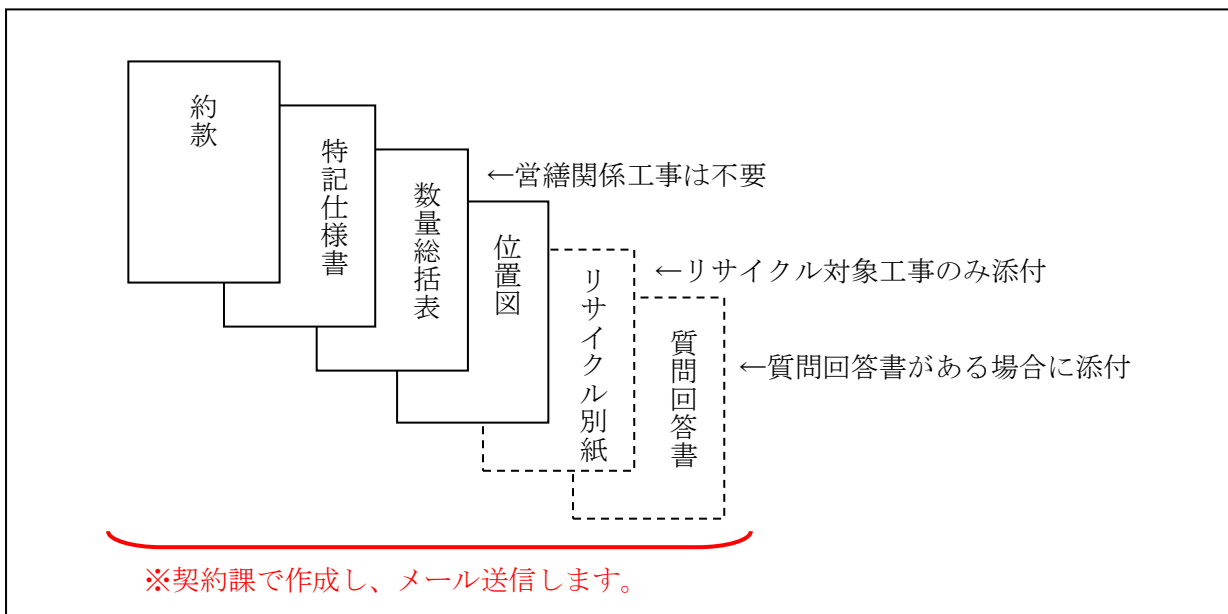 約款
特記仕様書
数量総括表
←営繕関係工事は不要
位置図
リサイクル別紙
←リサイクル対象工事のみ添付
質問回答書
←質問回答書がある場合に添付
※契約課で作成し、メール送信します。